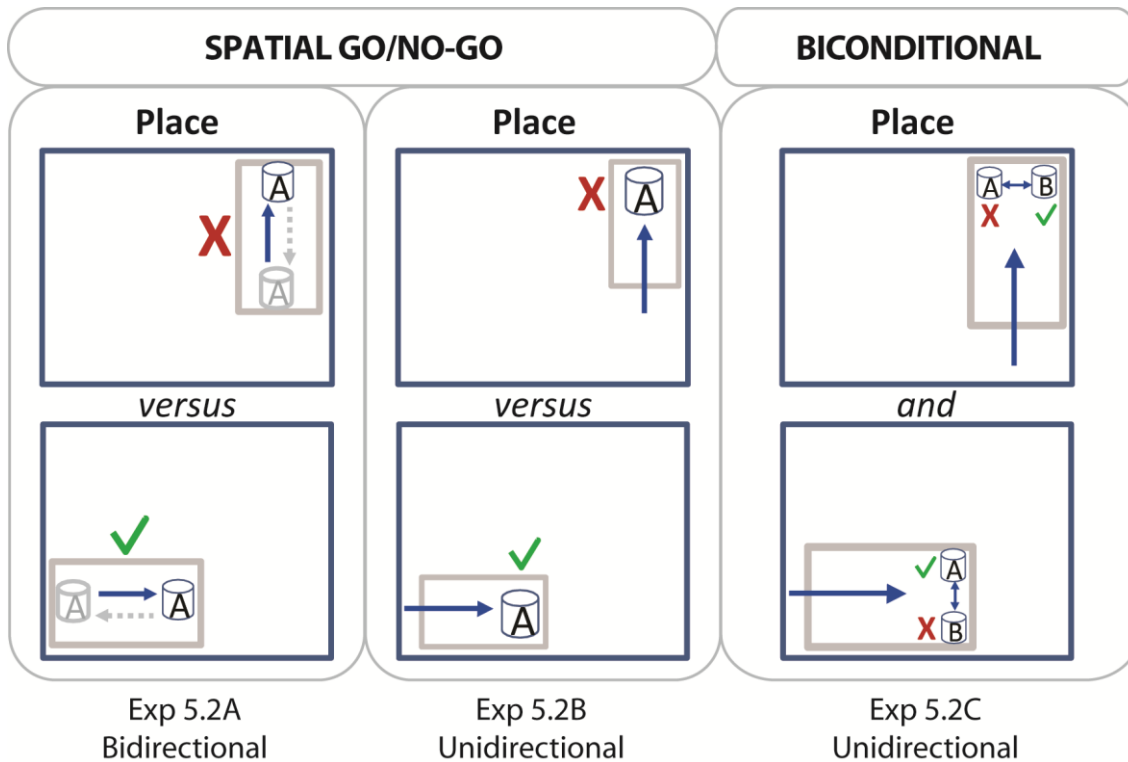 SPATIAL GO/NO-GO
BICONDITIONAL
Place
A
X
A
versus
A
A
Exp 5.2A
Bidirectional
Place
X
A
versus
A
Exp 5.2B
Unidirectional
Place
A
B
X
and
A
X
B
Exp 5.2C
Unidirectional